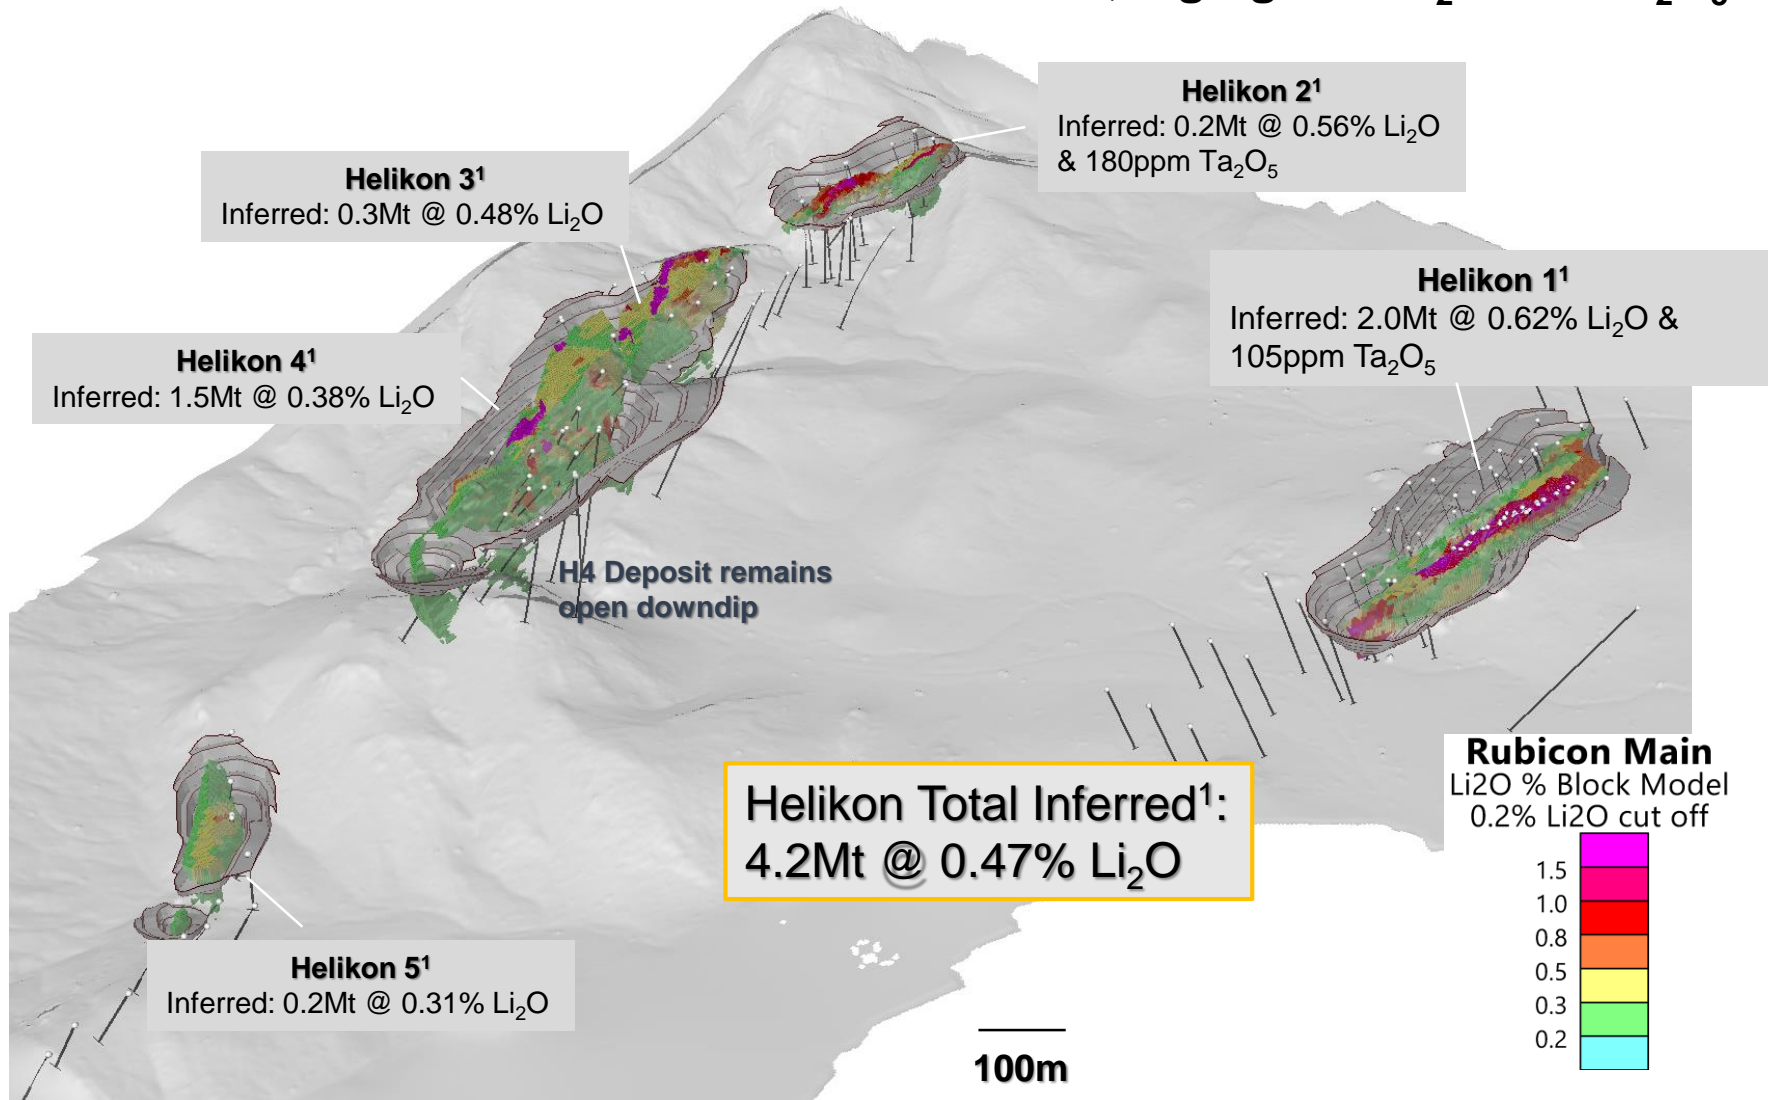 Helikon 2¹
Inferred: 0.2Mt @ 0.56% Li₂O
& 180ppm Ta₂O₅
Helikon 3¹
Inferred: 0.3Mt @ 0.48% Li₂O
Helikon 1¹
Inferred: 2.0Mt @ 0.62% Li₂O &
105ppm Ta₂O₅
Helikon 4¹
Inferred: 1.5Mt @ 0.38% Li₂O
H4 Deposit remains
open downdip
Helikon Total Inferred¹:
4.2Mt @ 0.47% Li₂O
Rubicon Main
Li2O % Block Model
0.2% Li2O cut off
1.5
1.0
0.8
0.5
0.3
0.2
Helikon 5¹
Inferred: 0.2Mt @ 0.31% Li₂O
100m